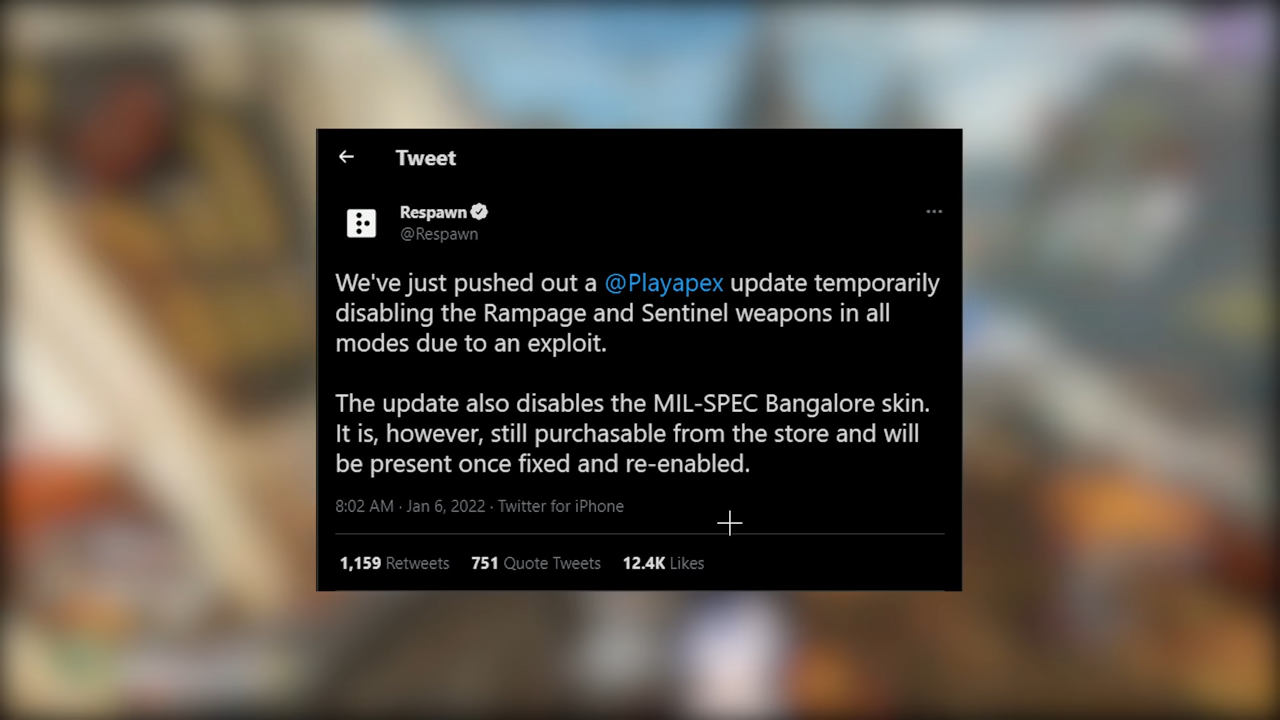 Tweet
Respawn
@Respawn
We've just pushed out a @Playapex update temporarily
disabling the Rampage and Sentinel weapons in all
modes due to an exploit.
The update also disables the MIL-SPEC Bangalore skin.
It is, however, still purchasable from the store and will
be present once fixed and re-enabled.
8:02 AM · Jan 6, 2022 · Twitter for iPhone
1,159 Retweets 751 Quote Tweets 12.4K Likes